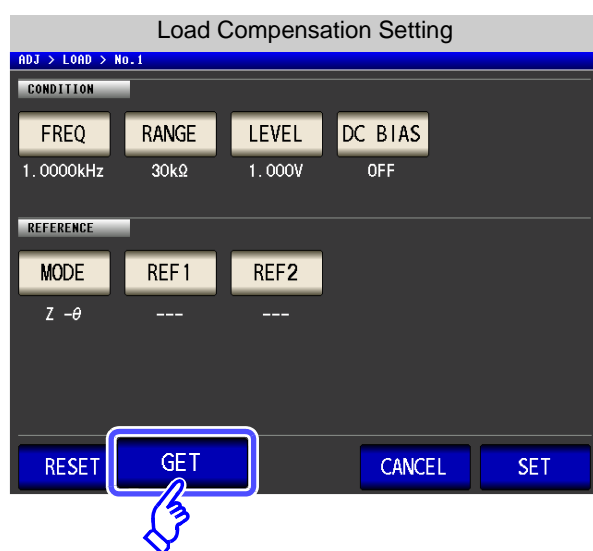 Load Compensation Setting
ADJ > LOAD > No.1
CONDITION
FREQ RANGE LEVEL DC BIAS
1.0000kHz 30kΩ 1.000V OFF
REFERENCE
MODE REF1 REF2
Z -θ --- ---
RESET GET CANCEL SET